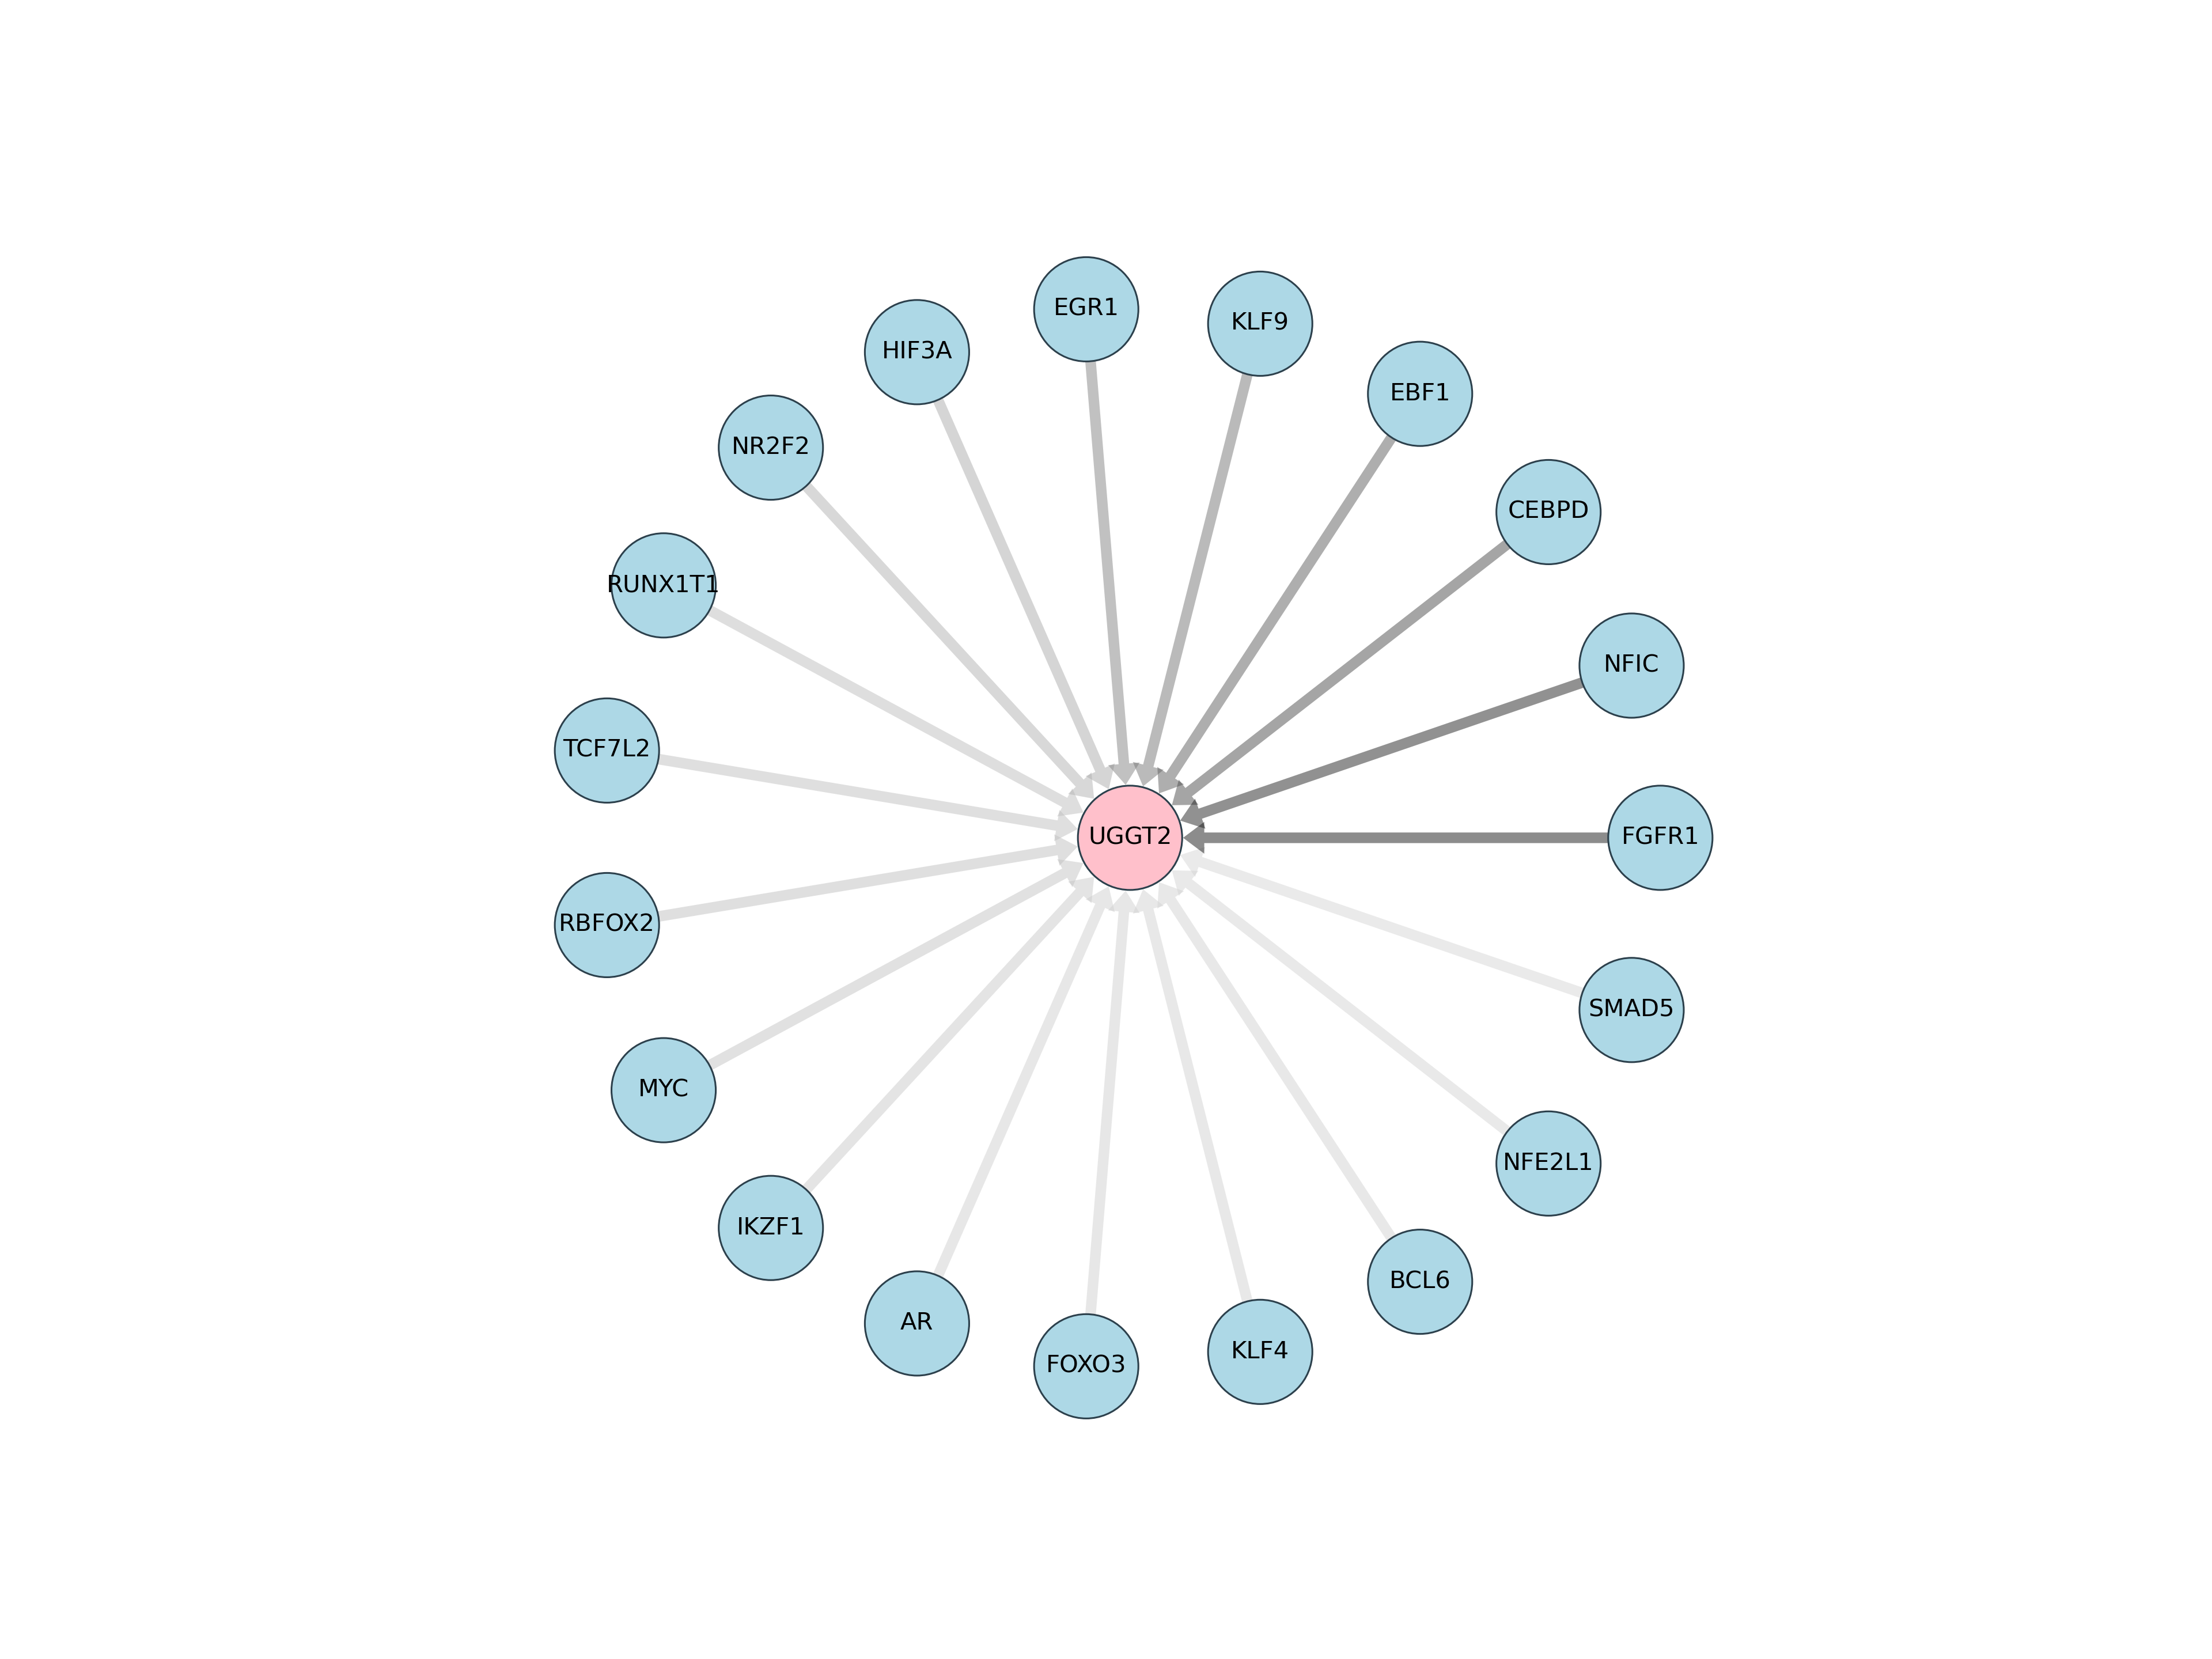 EGR1
KLF9
HIF3A
EBF1
NR2F2
CEBPD
RUNX1T1
NFIC
TCF7L2
UGGT2
FGFR1
RBFOX2
SMAD5
MYC
NFE2L1
IKZF1
BCL6
AR
KLF4
FOXO3